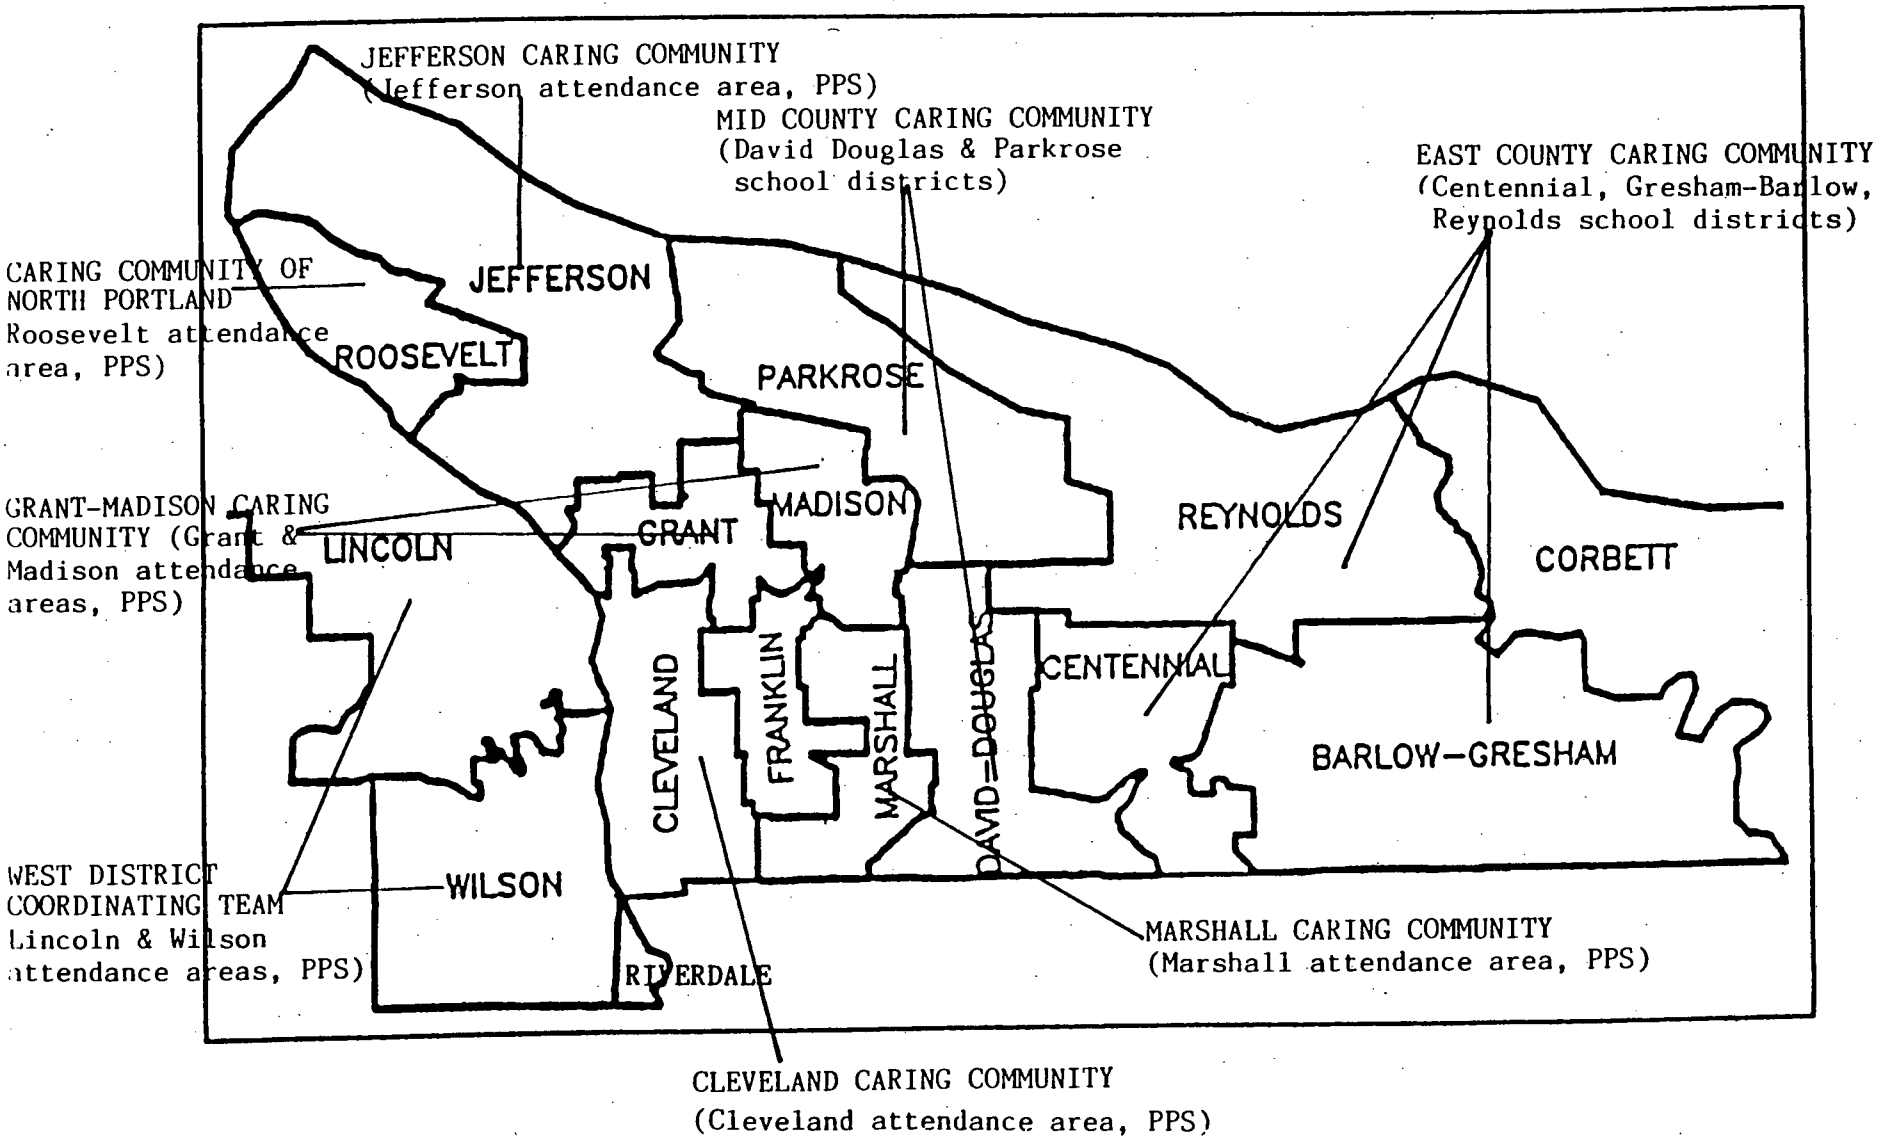 JEFFERSON CARING COMMUNITY
(Jefferson attendance area, PPS)
MID COUNTY CARING COMMUNITY
(David Douglas & Parkrose
school districts)
EAST COUNTY CARING COMMUNITY
(Centennial, Gresham-Barlow,
Reynolds school districts)
CARING COMMUNITY OF
NORTH PORTLAND
Roosevelt attendance
area, PPS)
JEFFERSON
ROOSEVELT
PARKROSE
GRANT-MADISON CARING
COMMUNITY (Grant &
Madison attendance
areas, PPS)
LINCOLN
GRANT
MADISON
REYNOLDS
CORBETT
CLEVELAND
FRANKLIN
MARSHALL
DAVID-DOUGLAS
CENTENNIAL
BARLOW-GRESHAM
WEST DISTRICT
COORDINATING TEAM
Lincoln & Wilson
attendance areas, PPS)
WILSON
RIVERDALE
MARSHALL CARING COMMUNITY
(Marshall attendance area, PPS)
CLEVELAND CARING COMMUNITY
(Cleveland attendance area, PPS)